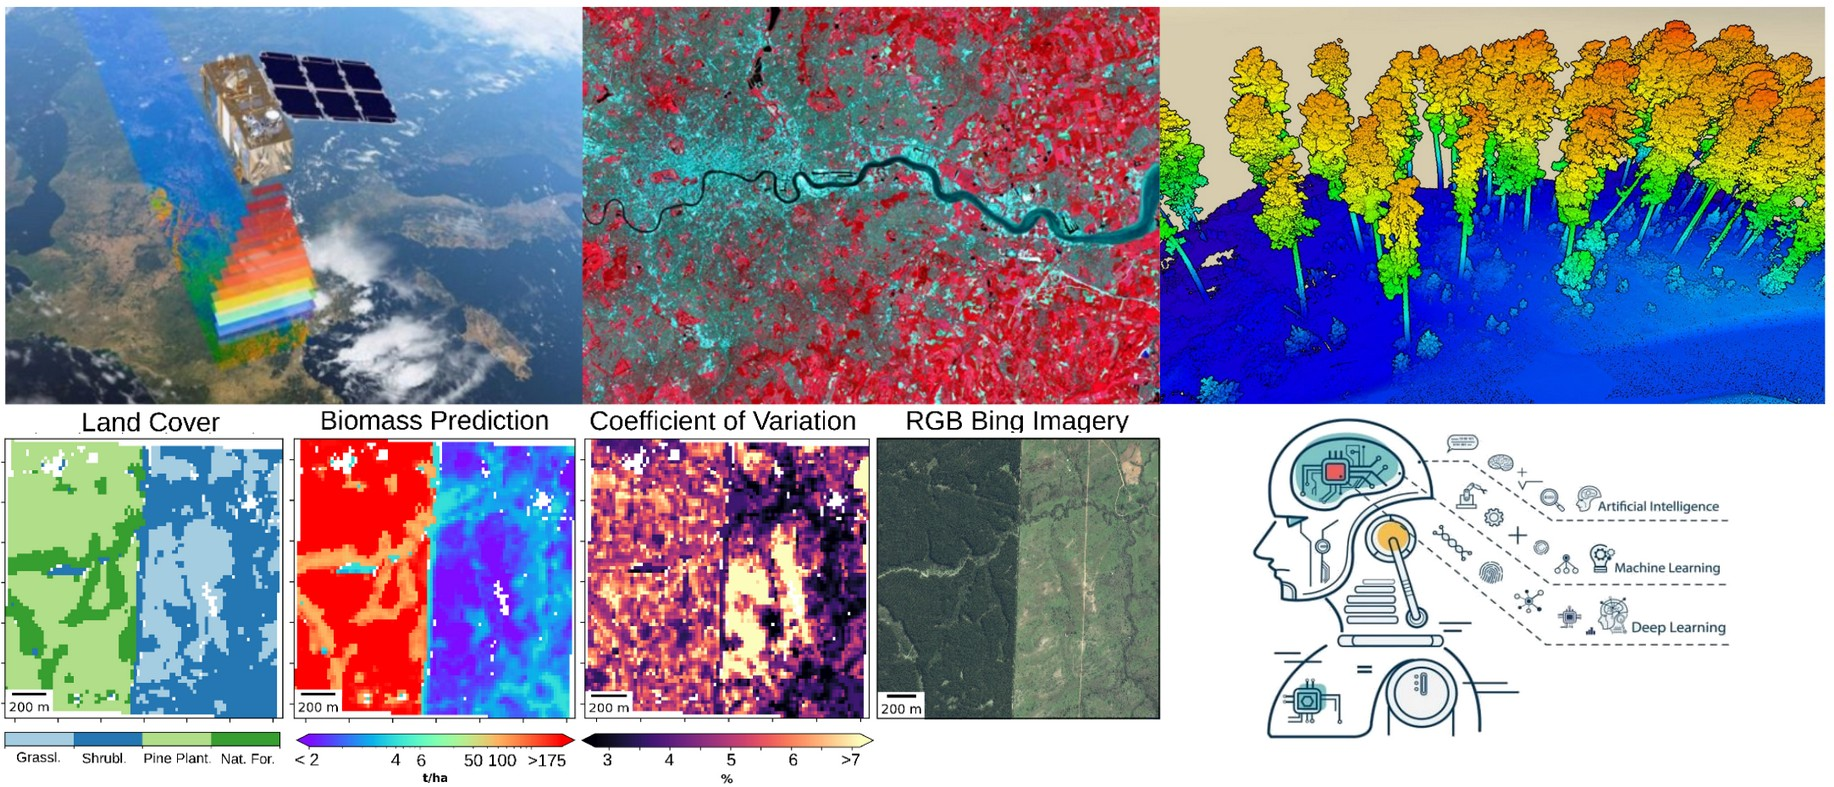 Land Cover
Biomass Prediction
Coefficient of Variation
RGB Bing Imagery
200 m
200 m
200 m
200 m
Grassl.
Shrubl.
Pine Plant.
Nat. For.
< 2
4
6
50
100
>175
t/ha
3
4
5
6
>7
%
Artificial Intelligence
Machine Learning
Deep Learning